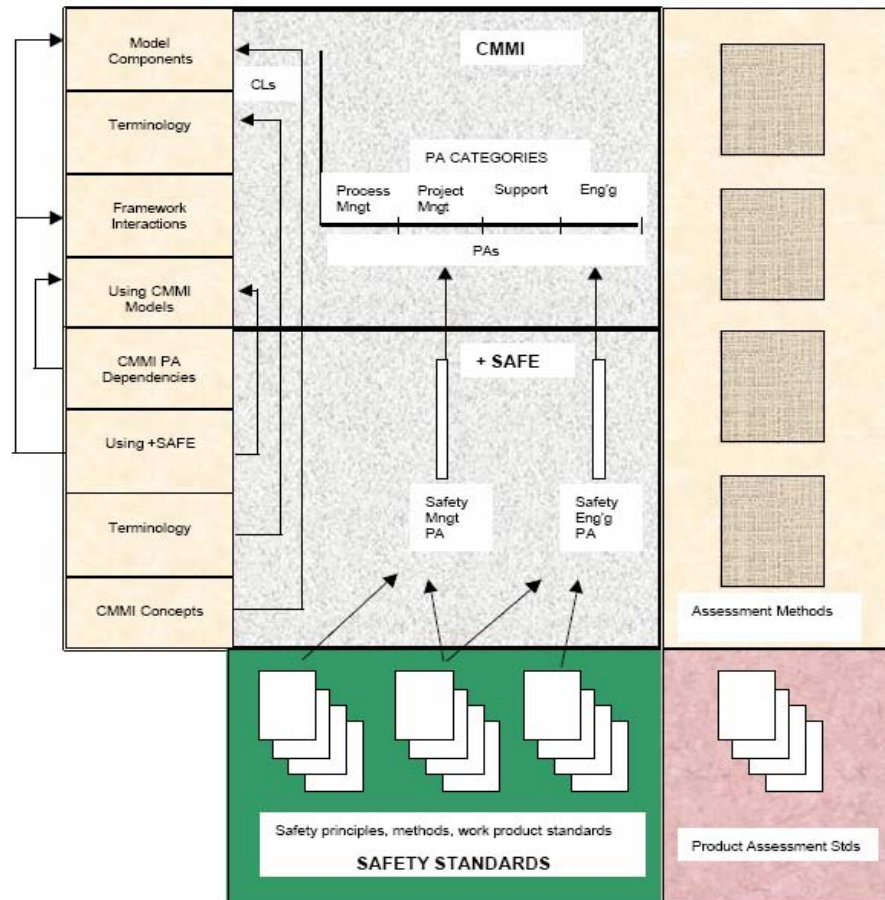 Model
Components
Terminology
Framework
Interactions
Using CMMI
Models
CMMI PA
Dependencies
Using +SAFE
Terminology
CMMI Concepts
CMMI
CLs
PA CATEGORIES
Process
Mngt
Project
Mngt
Support
Eng'g
PAs
+ SAFE
Safety
Mngt
PA
Safety
Eng'g
PA
Assessment Methods
Safety principles, methods, work product standards
SAFETY STANDARDS
Product Assessment Stds